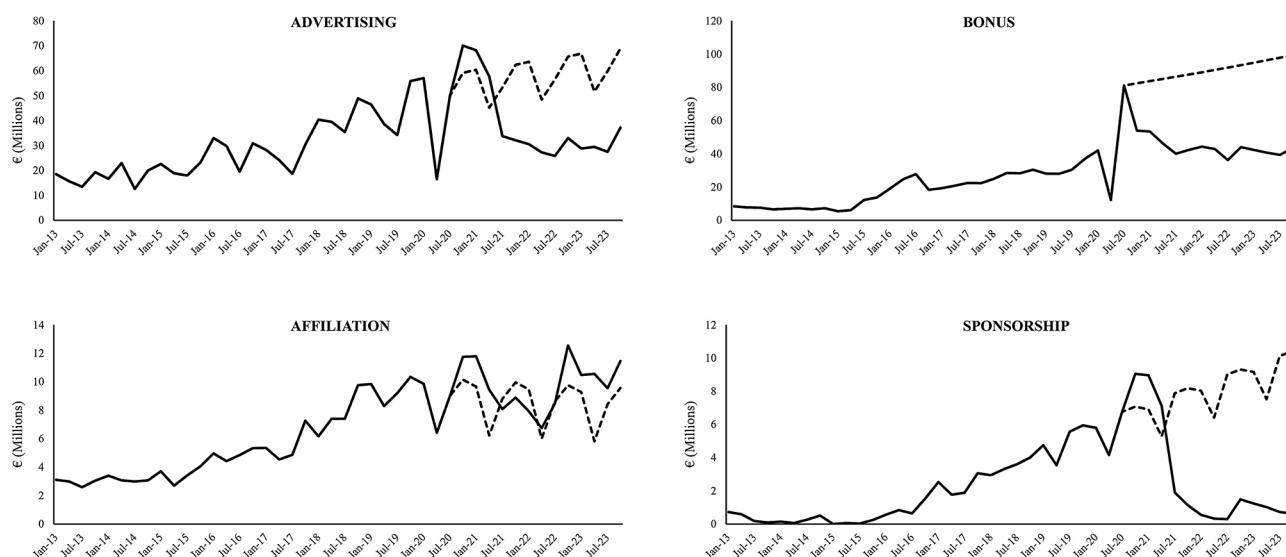 ADVERTISING
€ (Millions)
80
70
60
50
40
30
20
10
0
Jan-13
Jul-13
Jan-14
Jul-14
Jan-15
Jul-15
Jan-16
Jul-16
Jan-17
Jul-17
Jan-18
Jul-18
Jan-19
Jul-19
Jan-20
Jul-20
Jan-21
Jul-21
Jan-22
Jul-22
Jan-23
Jul-23
BONUS
€ (Millions)
120
100
80
60
40
20
0
Jan-13
Jul-13
Jan-14
Jul-14
Jan-15
Jul-15
Jan-16
Jul-16
Jan-17
Jul-17
Jan-18
Jul-18
Jan-19
Jul-19
Jan-20
Jul-20
Jan-21
Jul-21
Jan-22
Jul-22
Jan-23
Jul-23
AFFILIATION
€ (Millions)
14
12
10
8
6
4
2
0
Jan-13
Jul-13
Jan-14
Jul-14
Jan-15
Jul-15
Jan-16
Jul-16
Jan-17
Jul-17
Jan-18
Jul-18
Jan-19
Jul-19
Jan-20
Jul-20
Jan-21
Jul-21
Jan-22
Jul-22
Jan-23
Jul-23
SPONSORSHIP
€ (Millions)
12
10
8
6
4
2
0
Jan-13
Jul-13
Jan-14
Jul-14
Jan-15
Jul-15
Jan-16
Jul-16
Jan-17
Jul-17
Jan-18
Jul-18
Jan-19
Jul-19
Jan-20
Jul-20
Jan-21
Jul-21
Jan-22
Jul-22
Jan-23
Jul-23